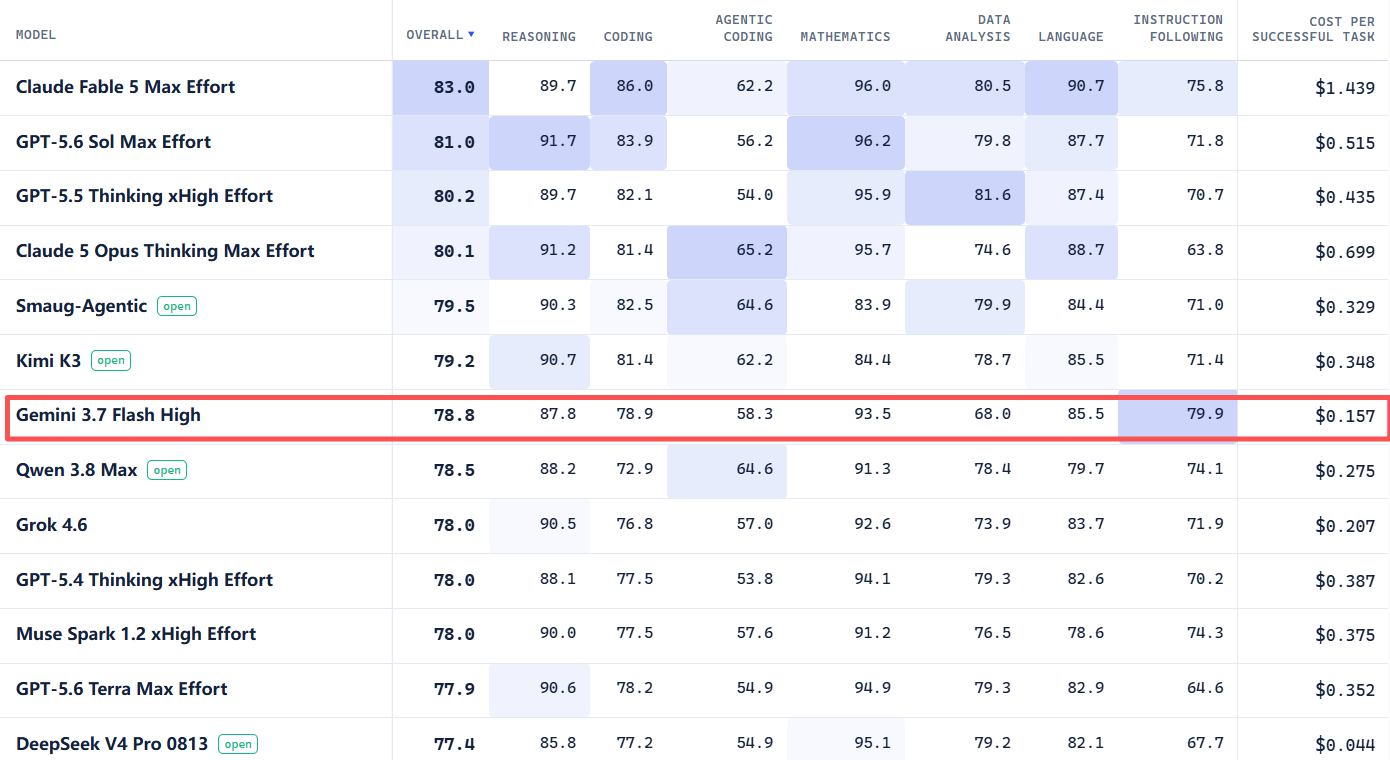 MODEL OVERALL▼ REASONING CODING AGENTIC CODING MATHEMATICS DATA ANALYSIS LANGUAGE INSTRUCTION FOLLOWING COST PER SUCCESSFUL TASK
Claude Fable 5 Max Effort 83.0 89.7 86.0 62.2 96.0 80.5 90.7 75.8 $1.439
GPT-5.6 Sol Max Effort 81.0 91.7 83.9 56.2 96.2 79.8 87.7 71.8 $0.515
GPT-5.5 Thinking xHigh Effort 80.2 89.7 82.1 54.0 95.9 81.6 87.4 70.7 $0.435
Claude 5 Opus Thinking Max Effort 80.1 91.2 81.4 65.2 95.7 74.6 88.7 63.8 $0.699
Smaug-Agentic open 79.5 90.3 82.5 64.6 83.9 79.9 84.4 71.0 $0.329
Kimi K3 open 79.2 90.7 81.4 62.2 84.4 78.7 85.5 71.4 $0.348
Gemini 3.7 Flash High 78.8 87.8 78.9 58.3 93.5 68.0 85.5 79.9 $0.157
Qwen 3.8 Max open 78.5 88.2 72.9 64.6 91.3 78.4 79.7 74.1 $0.275
Grok 4.6 78.0 90.5 76.8 57.0 92.6 73.9 83.7 71.9 $0.207
GPT-5.4 Thinking xHigh Effort 78.0 88.1 77.5 53.8 94.1 79.3 82.6 70.2 $0.387
Muse Spark 1.2 xHigh Effort 78.0 90.0 77.5 57.6 91.2 76.5 78.6 74.3 $0.375
GPT-5.6 Terra Max Effort 77.9 90.6 78.2 54.9 94.9 79.3 82.9 64.6 $0.352
DeepSeek V4 Pro 0813 open 77.4 85.8 77.2 54.9 95.1 79.2 82.1 67.7 $0.044